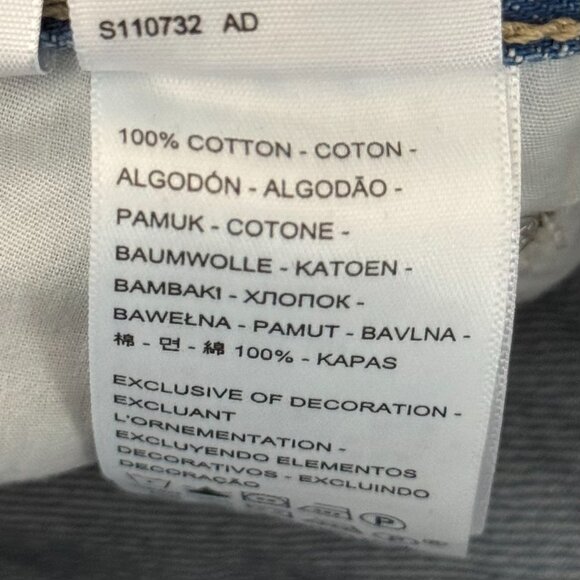 S110732 AD
100% COTTON - COTON -
ALGODÓN - ALGODÃO -
PAMUK - COTONE -
BAUMWOLLE - KATOEN -
ΒΑΜΒΑΚΙ - ХЛОПОК -
BAWEŁNA - PAMUT - BAVLNA -
棉 - 면 - 綿 100% - KAPAS
EXCLUSIVE OF DECORATION -
EXCLUANT
L'ORNEMENTATION -
EXCLUYENDO ELEMENTOS
DECORATIVOS - EXCLUINDO
DECORAÇÃO
P